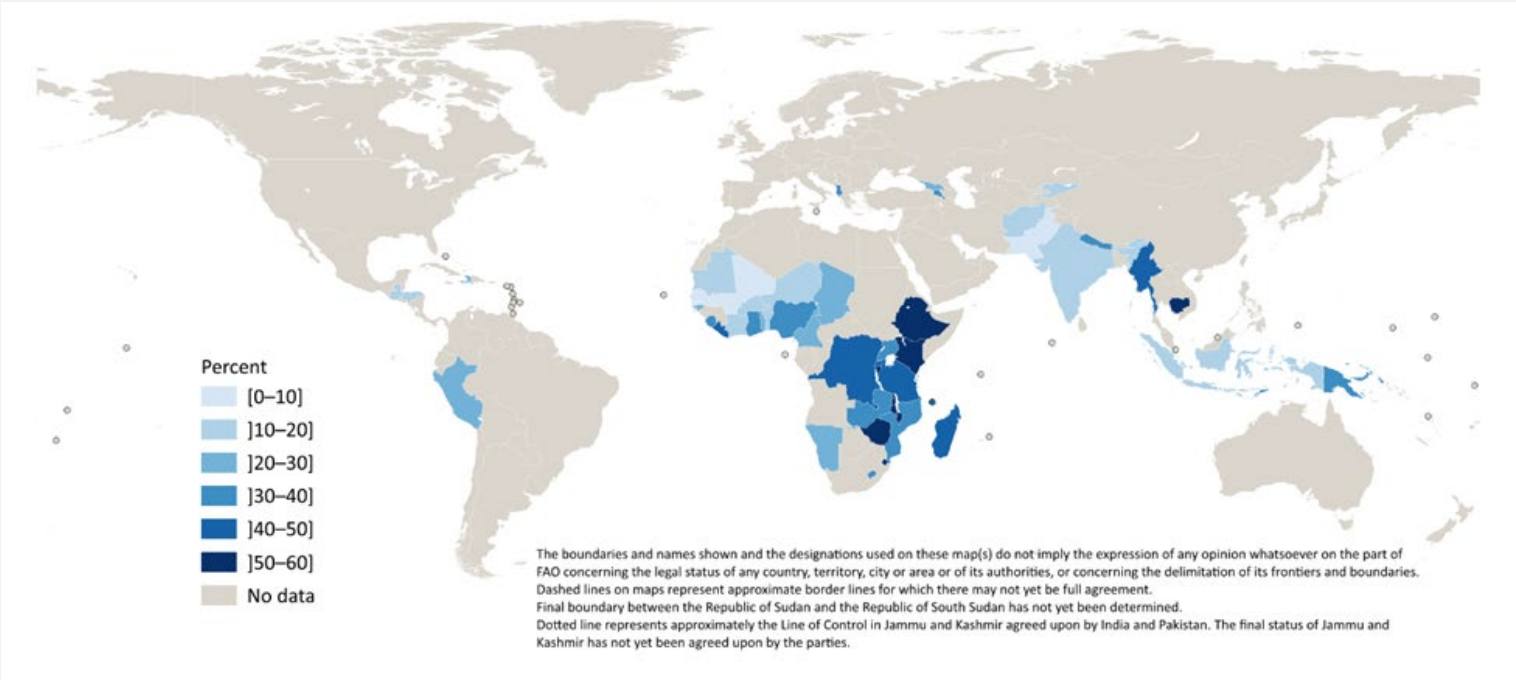 Percent
[0–10]
]10–20]
]20–30]
]30–40]
]40–50]
]50–60]
No data
The boundaries and names shown and the designations used on these map(s) do not imply the expression of any opinion whatsoever on the part of
FAO concerning the legal status of any country, territory, city or area or of its authorities, or concerning the delimitation of its frontiers and boundaries.
Dashed lines on maps represent approximate border lines for which there may not yet be full agreement.
Final boundary between the Republic of Sudan and the Republic of South Sudan has not yet been determined.
Dotted line represents approximately the Line of Control in Jammu and Kashmir agreed upon by India and Pakistan. The final status of Jammu and
Kashmir has not yet been agreed upon by the parties.